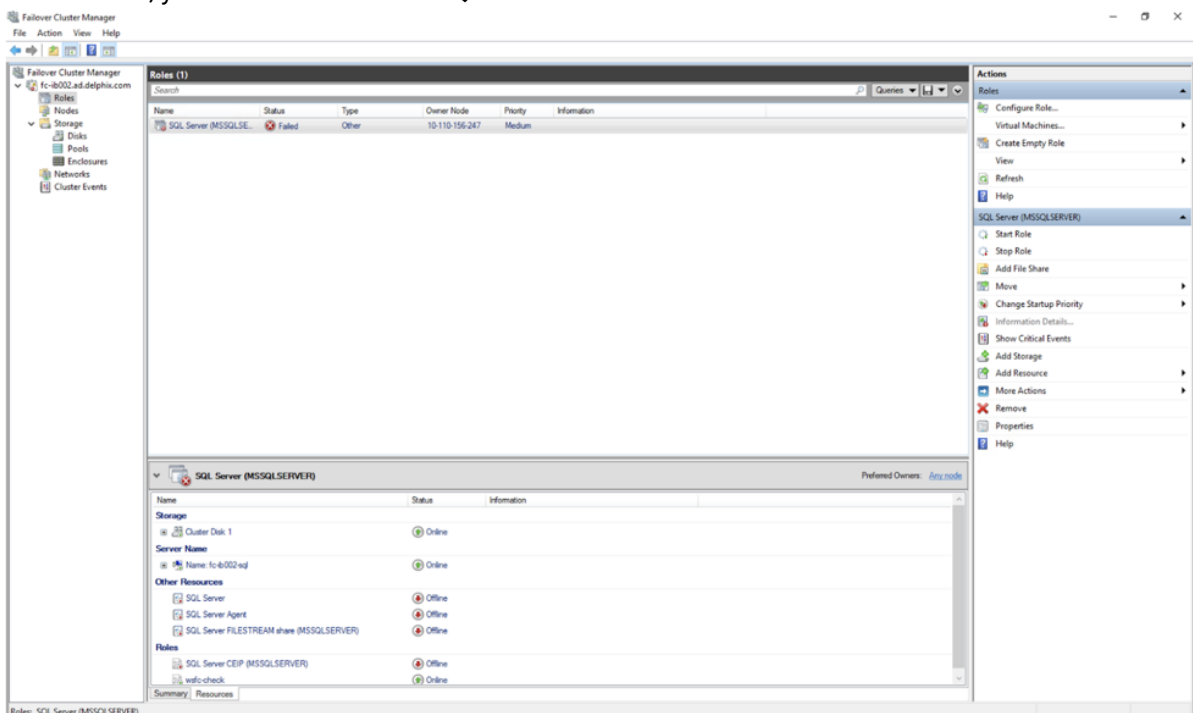 Failover Cluster Manager
File Action View Help
Failover Cluster Manager
fc-ib002.ad.delphix.com
Roles
Nodes
Storage
Disks
Pools
Enclosures
Networks
Cluster Events
Roles (1)
Search
Queries
Name Status Type Owner Node Priority Information
SQL Server (MSSQLSE... Failed Other 10-110-156-247 Medium
SQL Server (MSSQLSERVER)
Preferred Owners: Any node
Name Status Information
Storage
Cluster Disk 1 Online
Server Name
Name: fc-ib002-sql Online
Other Resources
SQL Server Offline
SQL Server Agent Offline
SQL Server FILESTREAM share (MSSQLSERVER) Offline
Roles
SQL Server CEIP (MSSQLSERVER) Offline
wsfc-check Online
Summary Resources
Actions
Roles
Configure Role...
Virtual Machines...
Create Empty Role
View
Refresh
Help
SQL Server (MSSQLSERVER)
Start Role
Stop Role
Add File Share
Move
Change Startup Priority
Information Details...
Show Critical Events
Add Storage
Add Resource
More Actions
Remove
Properties
Help
Roles: SQL Server (MSSQLSERVER)